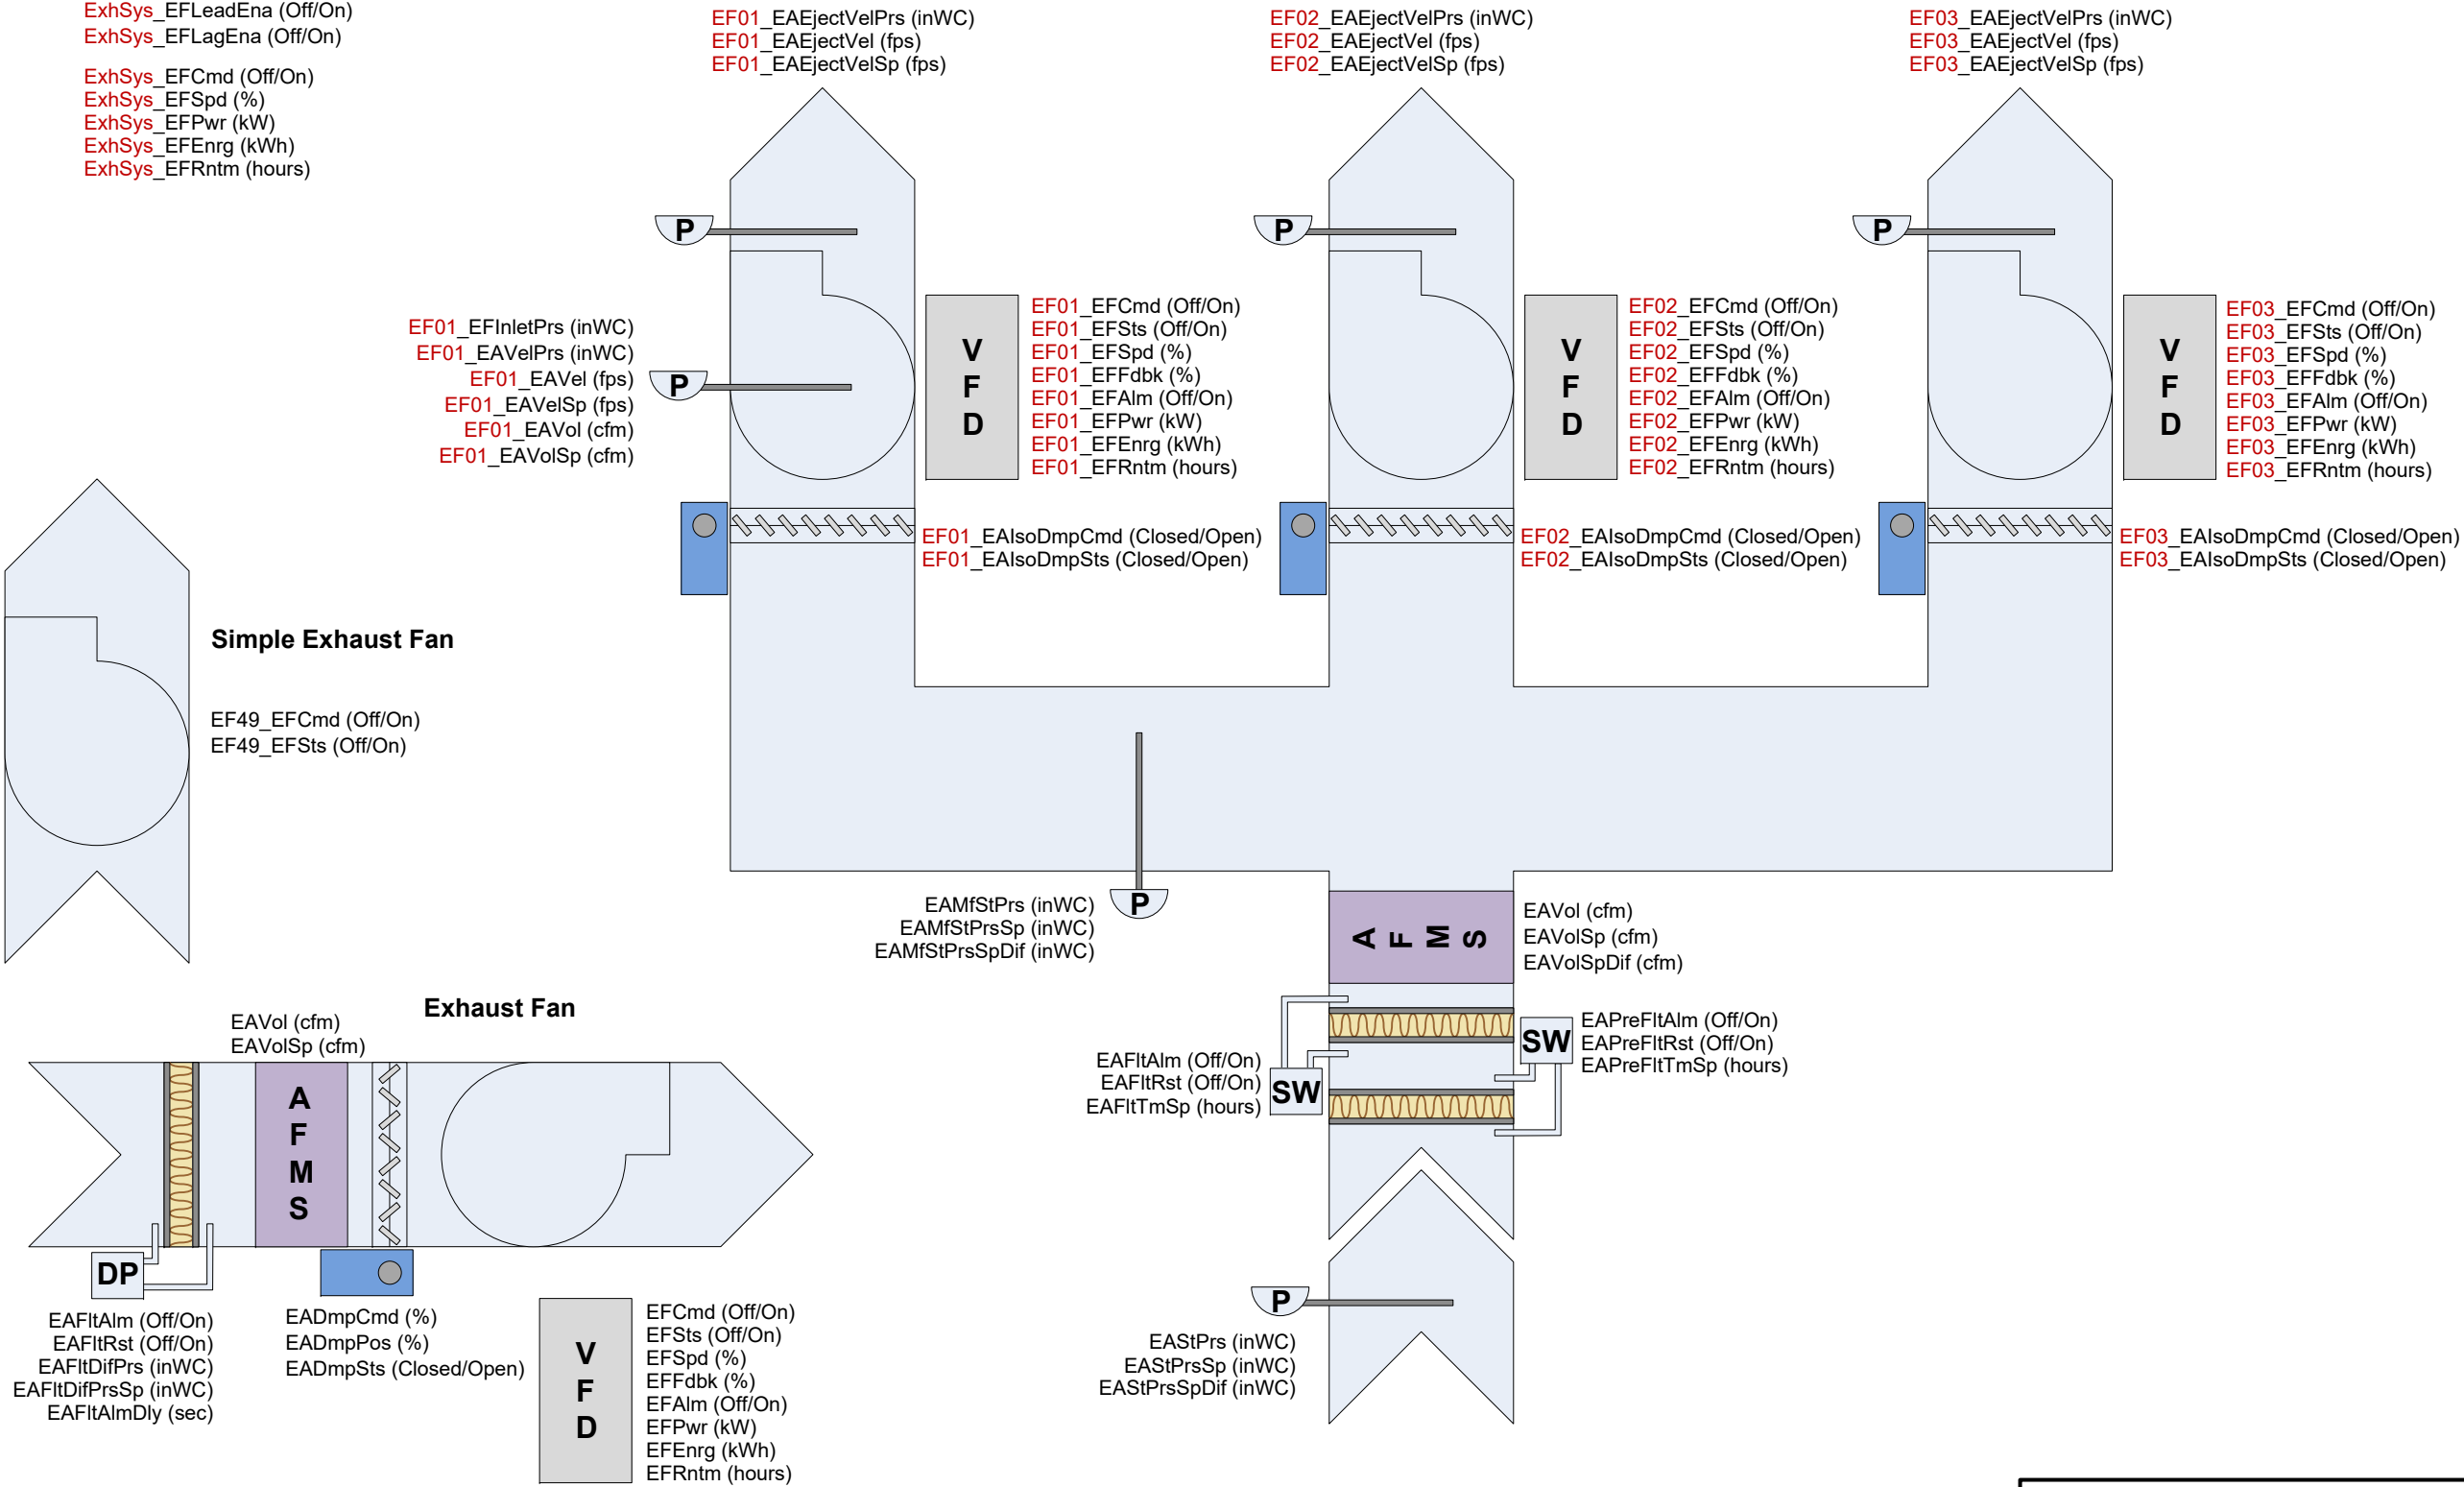 ExhSys_EFLeadEna (Off/On)
ExhSys_EFLagEna (Off/On)
ExhSys_EFCmd (Off/On)
ExhSys_EFSpd (%)
ExhSys_EFPwr (kW)
ExhSys_EFEnrg (kWh)
ExhSys_EFRntm (hours)
EF01_EAEjectVelPrs (inWC)
EF01_EAEjectVel (fps)
EF01_EAEjectVelSp (fps)
EF02_EAEjectVelPrs (inWC)
EF02_EAEjectVel (fps)
EF02_EAEjectVelSp (fps)
EF03_EAEjectVelPrs (inWC)
EF03_EAEjectVel (fps)
EF03_EAEjectVelSp (fps)
P
P
P
EF01_EFInletPrs (inWC)
EF01_EAVelPrs (inWC)
EF01_EAVel (fps)
EF01_EAVelSp (fps)
EF01_EAVol (cfm)
EF01_EAVolSp (cfm)
P
V
F
D
EF01_EFCmd (Off/On)
EF01_EFSts (Off/On)
EF01_EFSpd (%)
EF01_EFFdbk (%)
EF01_EFAlm (Off/On)
EF01_EFPwr (kW)
EF01_EFEnrg (kWh)
EF01_EFRntm (hours)
V
F
D
EF02_EFCmd (Off/On)
EF02_EFSts (Off/On)
EF02_EFSpd (%)
EF02_EFFdbk (%)
EF02_EFAlm (Off/On)
EF02_EFPwr (kW)
EF02_EFEnrg (kWh)
EF02_EFRntm (hours)
V
F
D
EF03_EFCmd (Off/On)
EF03_EFSts (Off/On)
EF03_EFSpd (%)
EF03_EFFdbk (%)
EF03_EFAlm (Off/On)
EF03_EFPwr (kW)
EF03_EFEnrg (kWh)
EF03_EFRntm (hours)
EF01_EAIsoDmpCmd (Closed/Open)
EF01_EAIsoDmpSts (Closed/Open)
EF02_EAIsoDmpCmd (Closed/Open)
EF02_EAIsoDmpSts (Closed/Open)
EF03_EAIsoDmpCmd (Closed/Open)
EF03_EAIsoDmpSts (Closed/Open)
Simple Exhaust Fan
EF49_EFCmd (Off/On)
EF49_EFSts (Off/On)
EAMfStPrs (inWC)
EAMfStPrsSp (inWC)
EAMfStPrsSpDif (inWC)
P
AFMS
EAVol (cfm)
EAVolSp (cfm)
EAVolSpDif (cfm)
EAFltAlm (Off/On)
EAFltRst (Off/On)
EAFltTmSp (hours)
SW
SW
EAPreFltAlm (Off/On)
EAPreFltRst (Off/On)
EAPreFltTmSp (hours)
P
EAStPrs (inWC)
EAStPrsSp (inWC)
EAStPrsSpDif (inWC)
Exhaust Fan
EAVol (cfm)
EAVolSp (cfm)
A
F
M
S
DP
EAFltAlm (Off/On)
EAFltRst (Off/On)
EAFltDifPrs (inWC)
EAFltDifPrsSp (inWC)
EAFltAlmDly (sec)
EADmpCmd (%)
EADmpPos (%)
EADmpSts (Closed/Open)
V
F
D
EFCmd (Off/On)
EFSts (Off/On)
EFSpd (%)
EFFdbk (%)
EFAlm (Off/On)
EFPwr (kW)
EFEnrg (kWh)
EFRntm (hours)